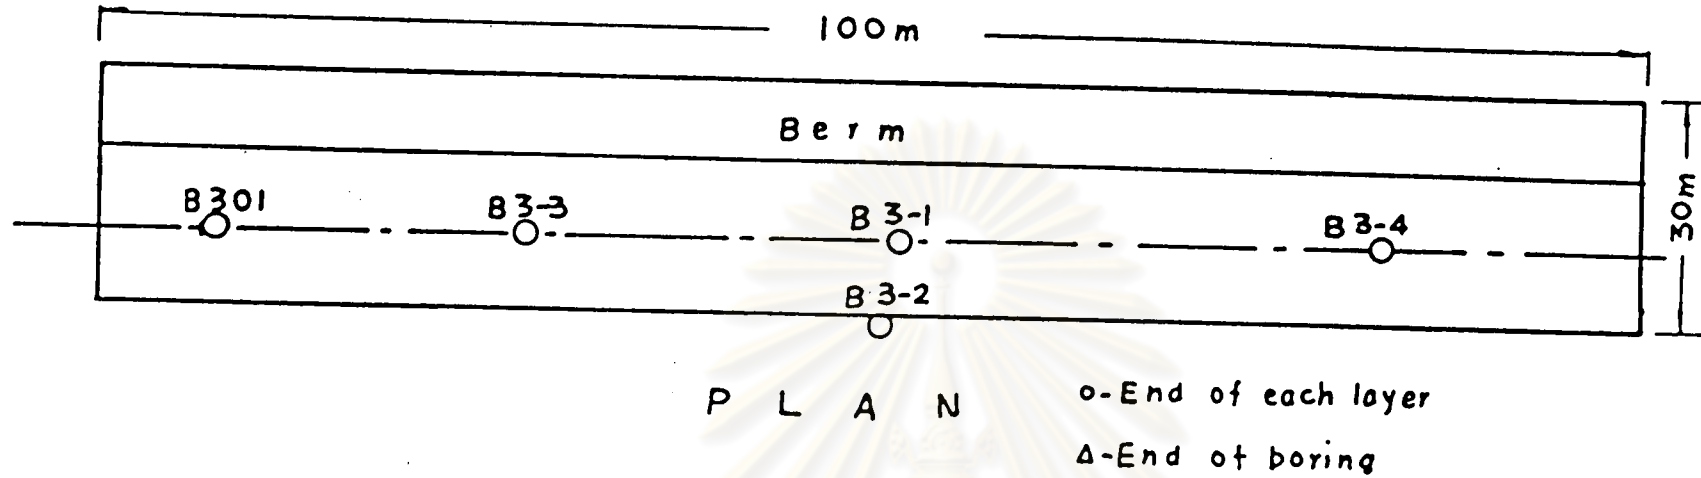 100m
Berm
30m
B301
B3-3
B3-1
B3-4
B3-2
PLAN
o-End of each layer
Δ-End of boring